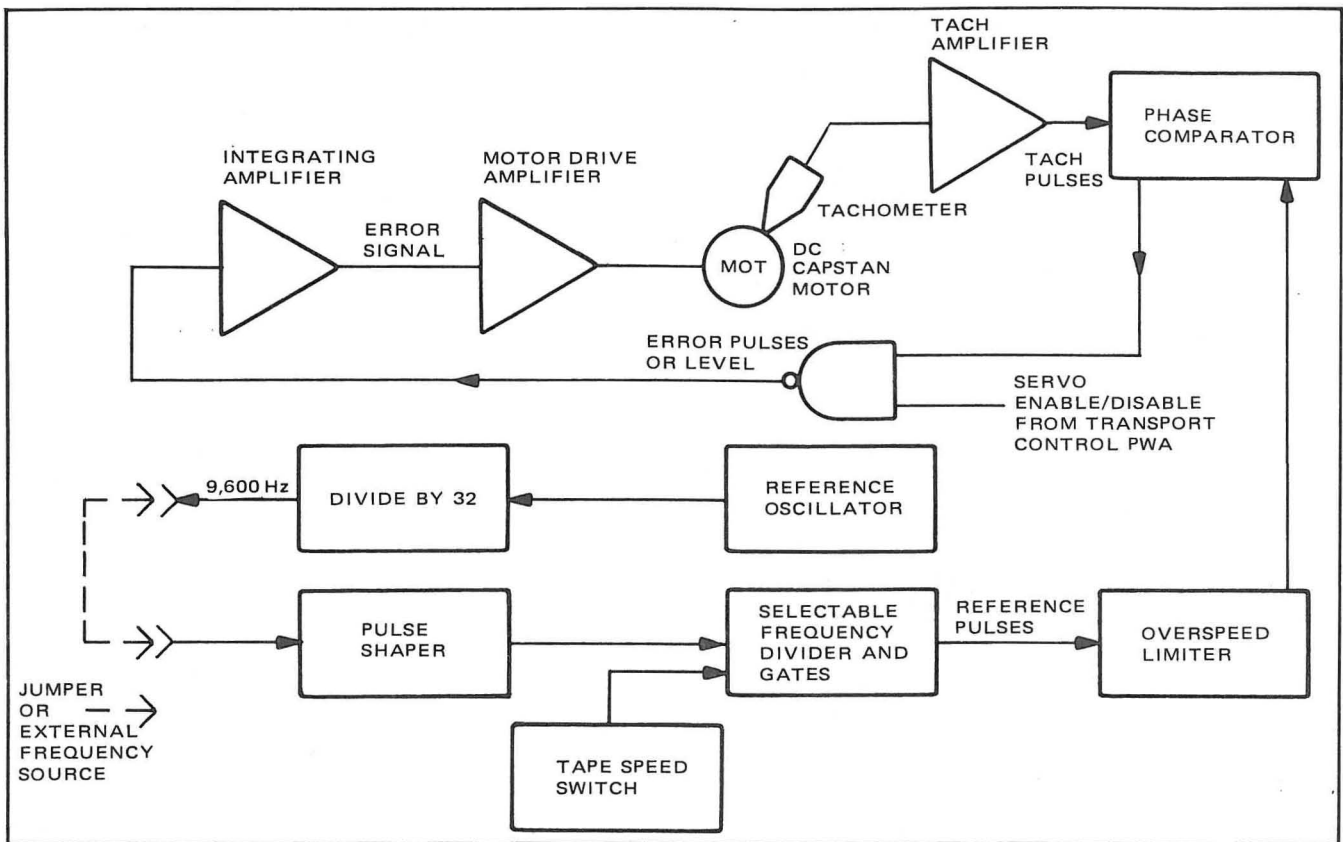 TACH
AMPLIFIER
PHASE
COMPARATOR
TACH
PULSES
INTEGRATING
AMPLIFIER
MOTOR DRIVE
AMPLIFIER
ERROR
SIGNAL
TACHOMETER
MOT
DC
CAPSTAN
MOTOR
ERROR PULSES
OR LEVEL
SERVO
ENABLE/DISABLE
FROM TRANSPORT
CONTROL PWA
9,600 Hz
DIVIDE BY 32
REFERENCE
OSCILLATOR
PULSE
SHAPER
SELECTABLE
FREQUENCY
DIVIDER AND
GATES
REFERENCE
PULSES
OVERSPEED
LIMITER
JUMPER
OR
EXTERNAL
FREQUENCY
SOURCE
TAPE SPEED
SWITCH